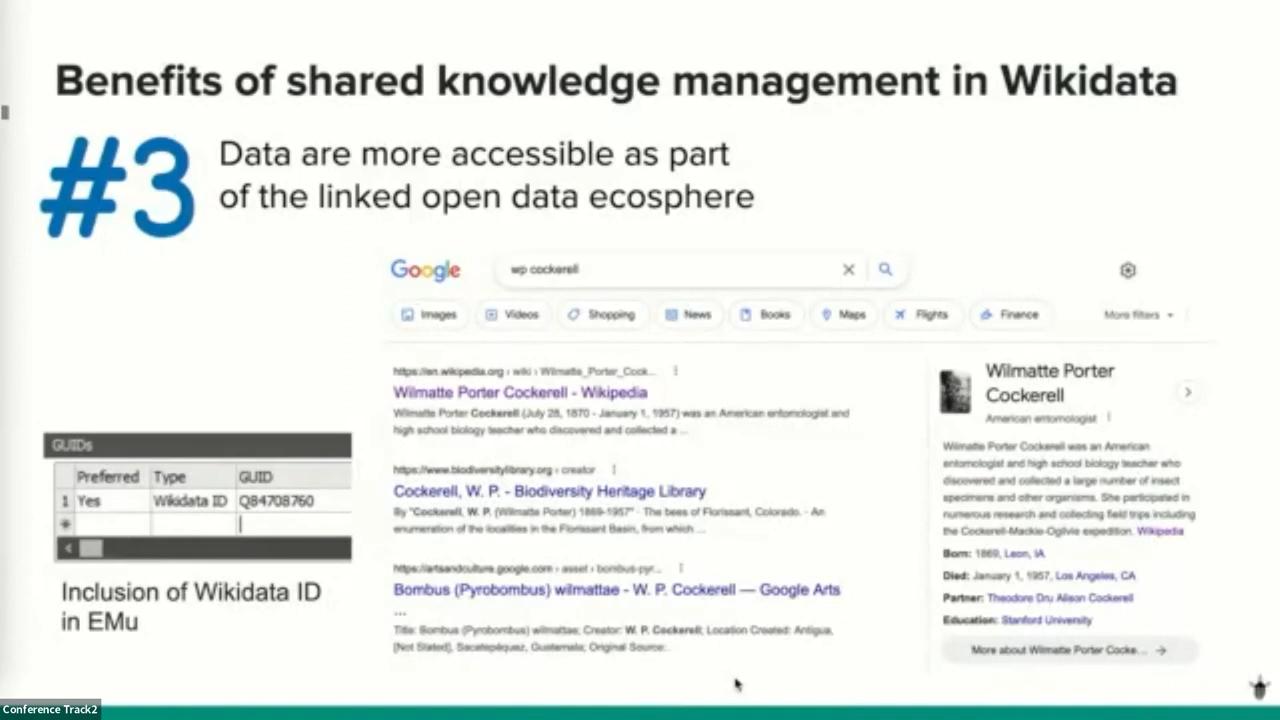 Benefits of shared knowledge management in Wikidata
#3
Data are more accessible as part
of the linked open data ecosphere
Google
wp cockerell
Images
Videos
Shopping
News
Books
Maps
Flights
Finance
More filters
https://en.wikipedia.org › wiki › Wilmatte_Porter_Cock...
Wilmatte Porter Cockerell - Wikipedia
Wilmatte Porter Cockerell (July 28, 1870 - January 1, 1957) was an American entomologist and
high school biology teacher who discovered and collected a ...
https://www.biodiversitylibrary.org › creator
Cockerell, W. P. - Biodiversity Heritage Library
By "Cockerell, W. P. (Wilmatte Porter) 1869-1957" · The bees of Florissant, Colorado. · An
enumeration of the localities in the Florissant Basin, from which ...
https://artsandculture.google.com › asset › bombus-pyr...
Bombus (Pyrobombus) wilmattae - W. P. Cockerell — Google Arts
...
Title: Bombus (Pyrobombus) wilmattae; Creator: W. P. Cockerell; Location Created: Antigua,
[Not Stated], Sacatepéquez, Guatemala; Original Source:.
Wilmatte Porter
Cockerell
American entomologist
Wilmatte Porter Cockerell was an American
entomologist and high school biology teacher who
discovered and collected a large number of insect
specimens and other organisms. She participated in
numerous research and collecting field trips including
the Cockerell-Mackie-Ogilvie expedition. Wikipedia
Born: 1869, Leon, IA
Died: January 1, 1957, Los Angeles, CA
Partner: Theodore Dru Alison Cockerell
Education: Stanford University
More about Wilmatte Porter Cocke... →
GUIDs
Preferred Type GUID
1 Yes Wikidata ID Q84708760
Inclusion of Wikidata ID
in EMu
Conference Track2